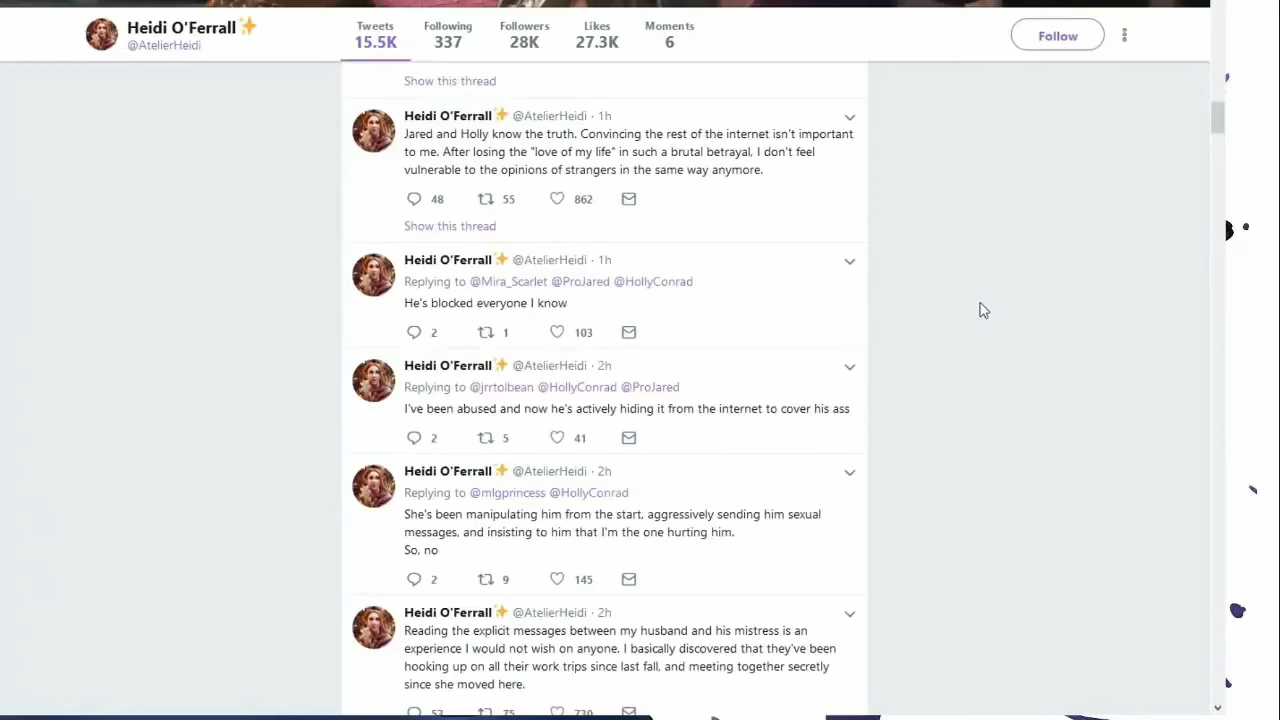 Heidi O'Ferrall✨
@AtelierHeidi
Tweets Following Followers Likes Moments
15.5K 337 28K 27.3K 6
Follow
Show this thread
Heidi O'Ferrall✨ @AtelierHeidi · 1h
Jared and Holly know the truth. Convincing the rest of the internet isn't important
to me. After losing the "love of my life" in such a brutal betrayal, I don't feel
vulnerable to the opinions of strangers in the same way anymore.
48 55 862
Show this thread
Heidi O'Ferrall✨ @AtelierHeidi · 1h
Replying to @Mira_Scarlet @ProJared @HollyConrad
He's blocked everyone I know
2 1 103
Heidi O'Ferrall✨ @AtelierHeidi · 2h
Replying to @jrrtolbean @HollyConrad @ProJared
I've been abused and now he's actively hiding it from the internet to cover his ass
2 5 41
Heidi O'Ferrall✨ @AtelierHeidi · 2h
Replying to @mlgprincess @HollyConrad
She's been manipulating him from the start, aggressively sending him sexual
messages, and insisting to him that I'm the one hurting him.
So, no
2 9 145
Heidi O'Ferrall✨ @AtelierHeidi · 2h
Reading the explicit messages between my husband and his mistress is an
experience I would not wish on anyone. I basically discovered that they've been
hooking up on all their work trips since last fall, and meeting together secretly
since she moved here.
53 75 730